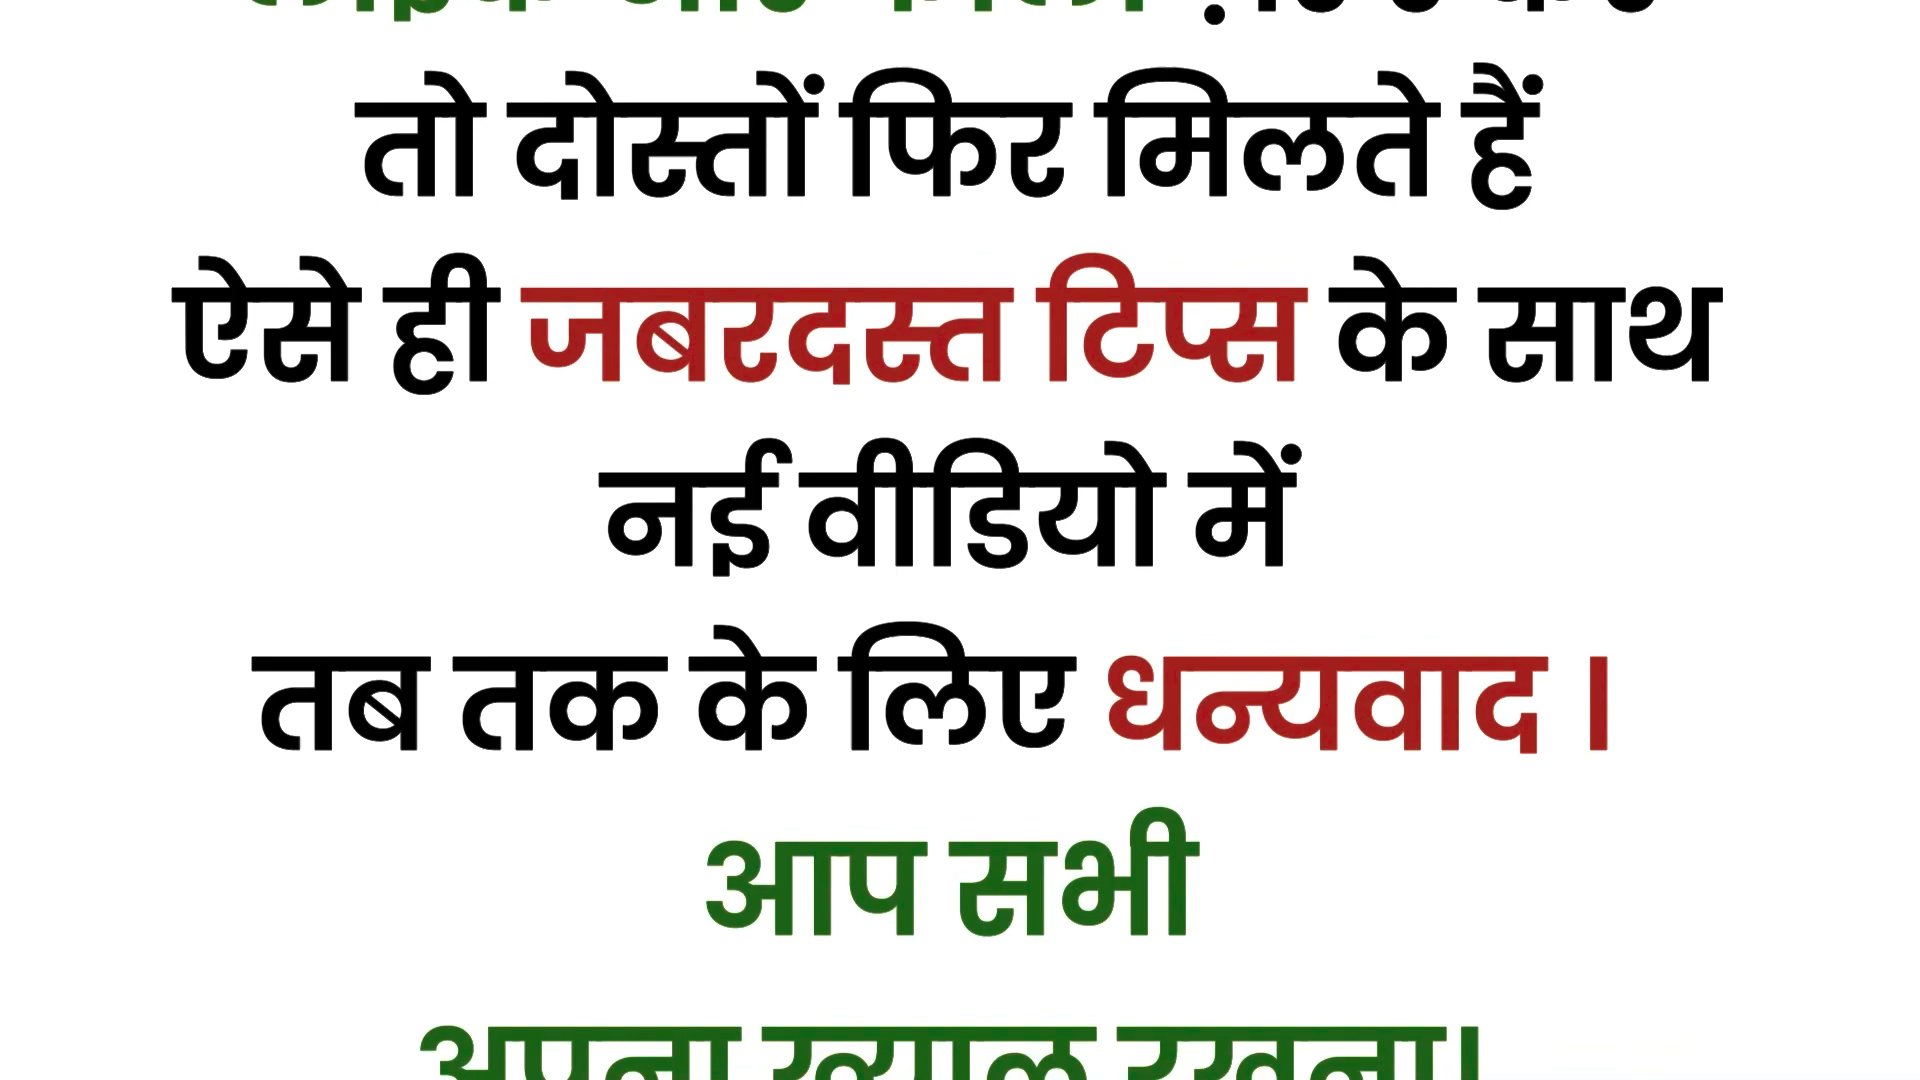 तो दोस्तों फिर मिलते हैं
ऐसे ही जबरदस्त टिप्स के साथ
नई वीडियो में
तब तक के लिए धन्यवाद ।
आप सभी
अपना ख्याल रखना।